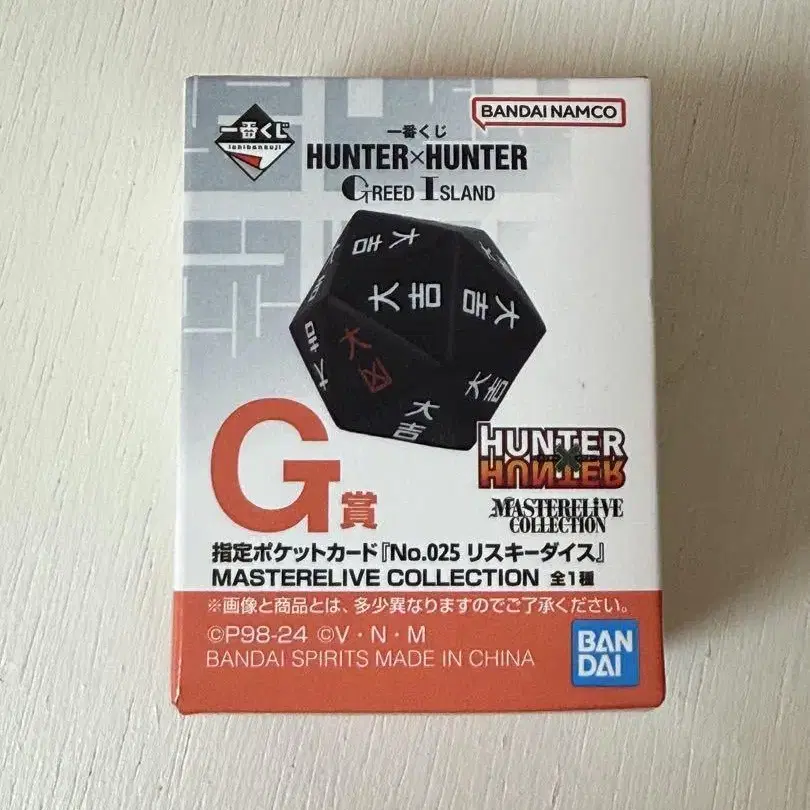 一番くじ
ichibankuji
BANDAI NAMCO
一番くじ
HUNTER×HUNTER
GREED ISLAND
大吉
大吉
大吉
大吉
大凶
大吉
大吉
HUNTER×HUNTER
MASTERELIVE
COLLECTION
G賞
指定ポケットカード『No.025 リスキーダイス』
MASTERELIVE COLLECTION 全1種
※画像と商品とは、多少異なりますのでご了承ください。
©P98-24 ©V・N・M
BANDAI SPIRITS MADE IN CHINA
BAN
DAI